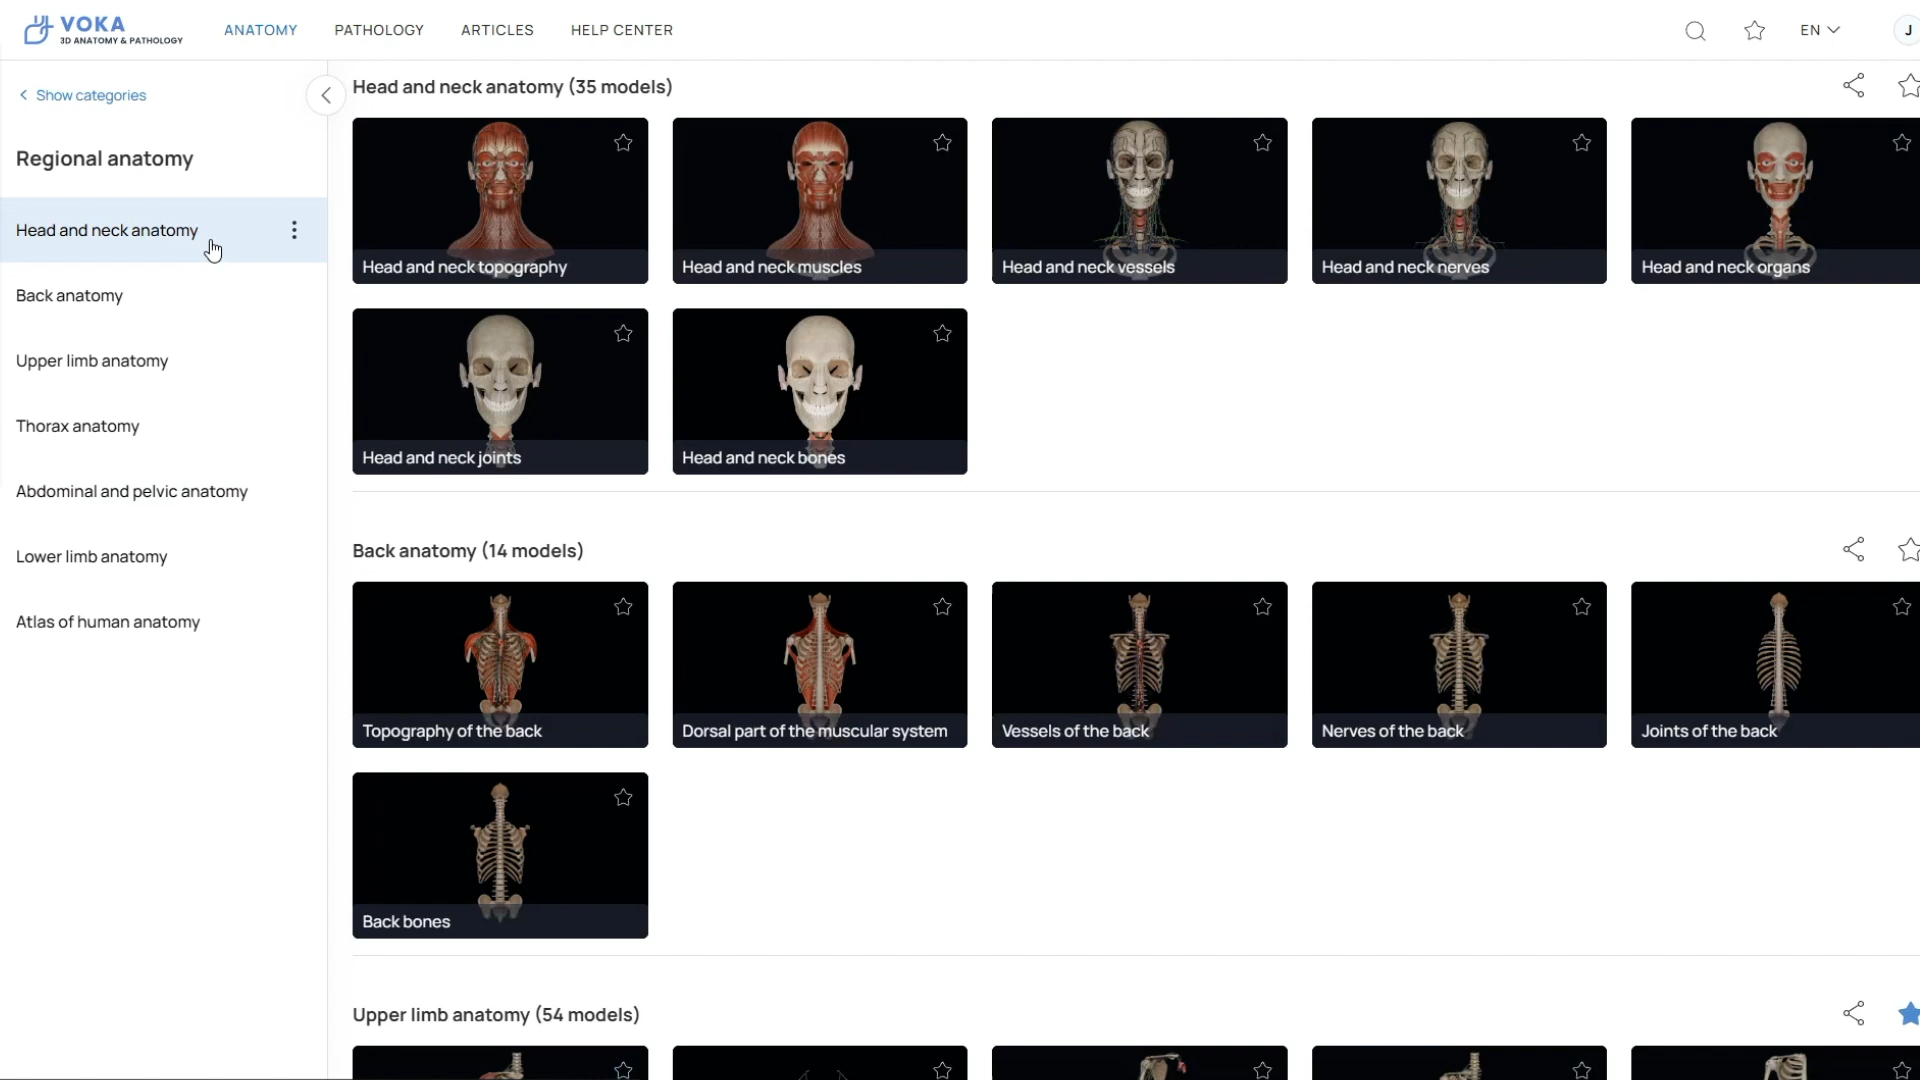 VOKA
3D ANATOMY & PATHOLOGY
ANATOMY
PATHOLOGY
ARTICLES
HELP CENTER
EN
J
Show categories
Regional anatomy
Head and neck anatomy
Back anatomy
Upper limb anatomy
Thorax anatomy
Abdominal and pelvic anatomy
Lower limb anatomy
Atlas of human anatomy
Head and neck anatomy (35 models)
Head and neck topography
Head and neck muscles
Head and neck vessels
Head and neck nerves
Head and neck organs
Head and neck joints
Head and neck bones
Back anatomy (14 models)
Topography of the back
Dorsal part of the muscular system
Vessels of the back
Nerves of the back
Joints of the back
Back bones
Upper limb anatomy (54 models)